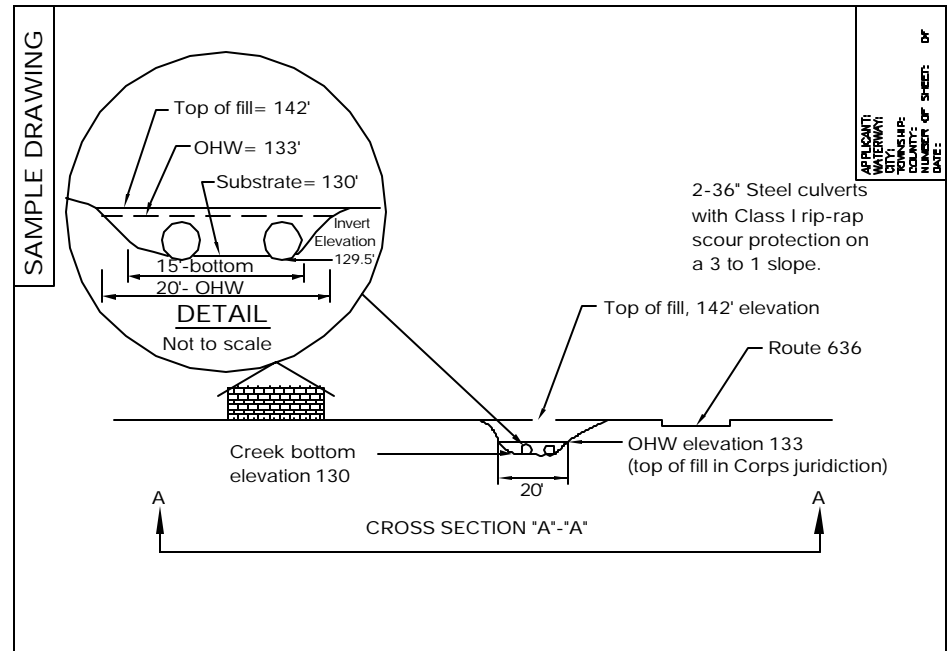 SAMPLE DRAWING
Top of fill= 142'
OHW= 133'
Substrate= 130'
Invert
Elevation
129.5'
15'-bottom
20'- OHW
DETAIL
Not to scale
APPLICANT:
WATERWAY:
CITY:
TOWNSHIP:
COUNTY:
NUMBER OF SHEET: OF
DATE:
2-36" Steel culverts
with Class I rip-rap
scour protection on
a 3 to 1 slope.
Top of fill, 142' elevation
Route 636
Creek bottom
elevation 130
OHW elevation 133
(top of fill in Corps juridiction)
20'
A
A
CROSS SECTION "A"-"A"